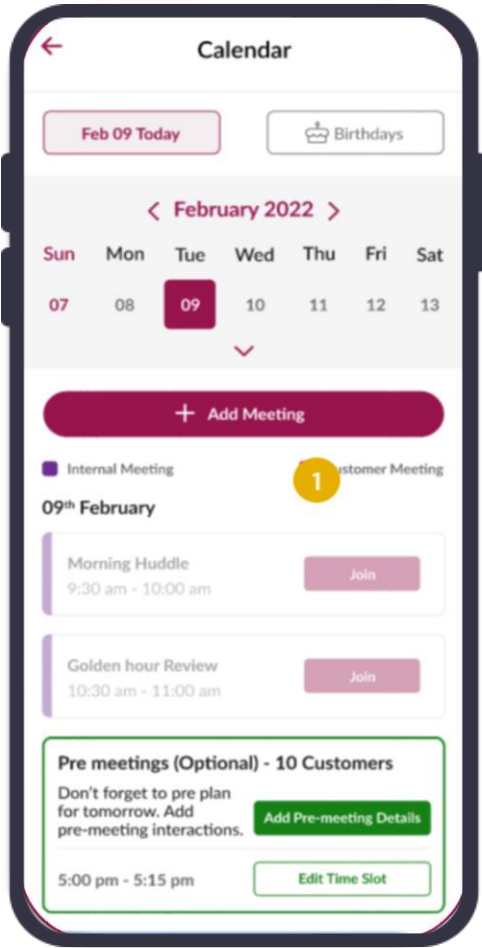 Calendar
Feb 09 Today
Birthdays
February 2022
Sun Mon Tue Wed Thu Fri Sat
07 08 09 10 11 12 13
+ Add Meeting
Internal Meeting
1
ustomer Meeting
09th February
Morning Huddle
9:30 am - 10:00 am
Join
Golden hour Review
10:30 am - 11:00 am
Join
Pre meetings (Optional) - 10 Customers
Don't forget to pre plan
for tomorrow. Add
pre-meeting interactions.
Add Pre-meeting Details
5:00 pm - 5:15 pm
Edit Time Slot